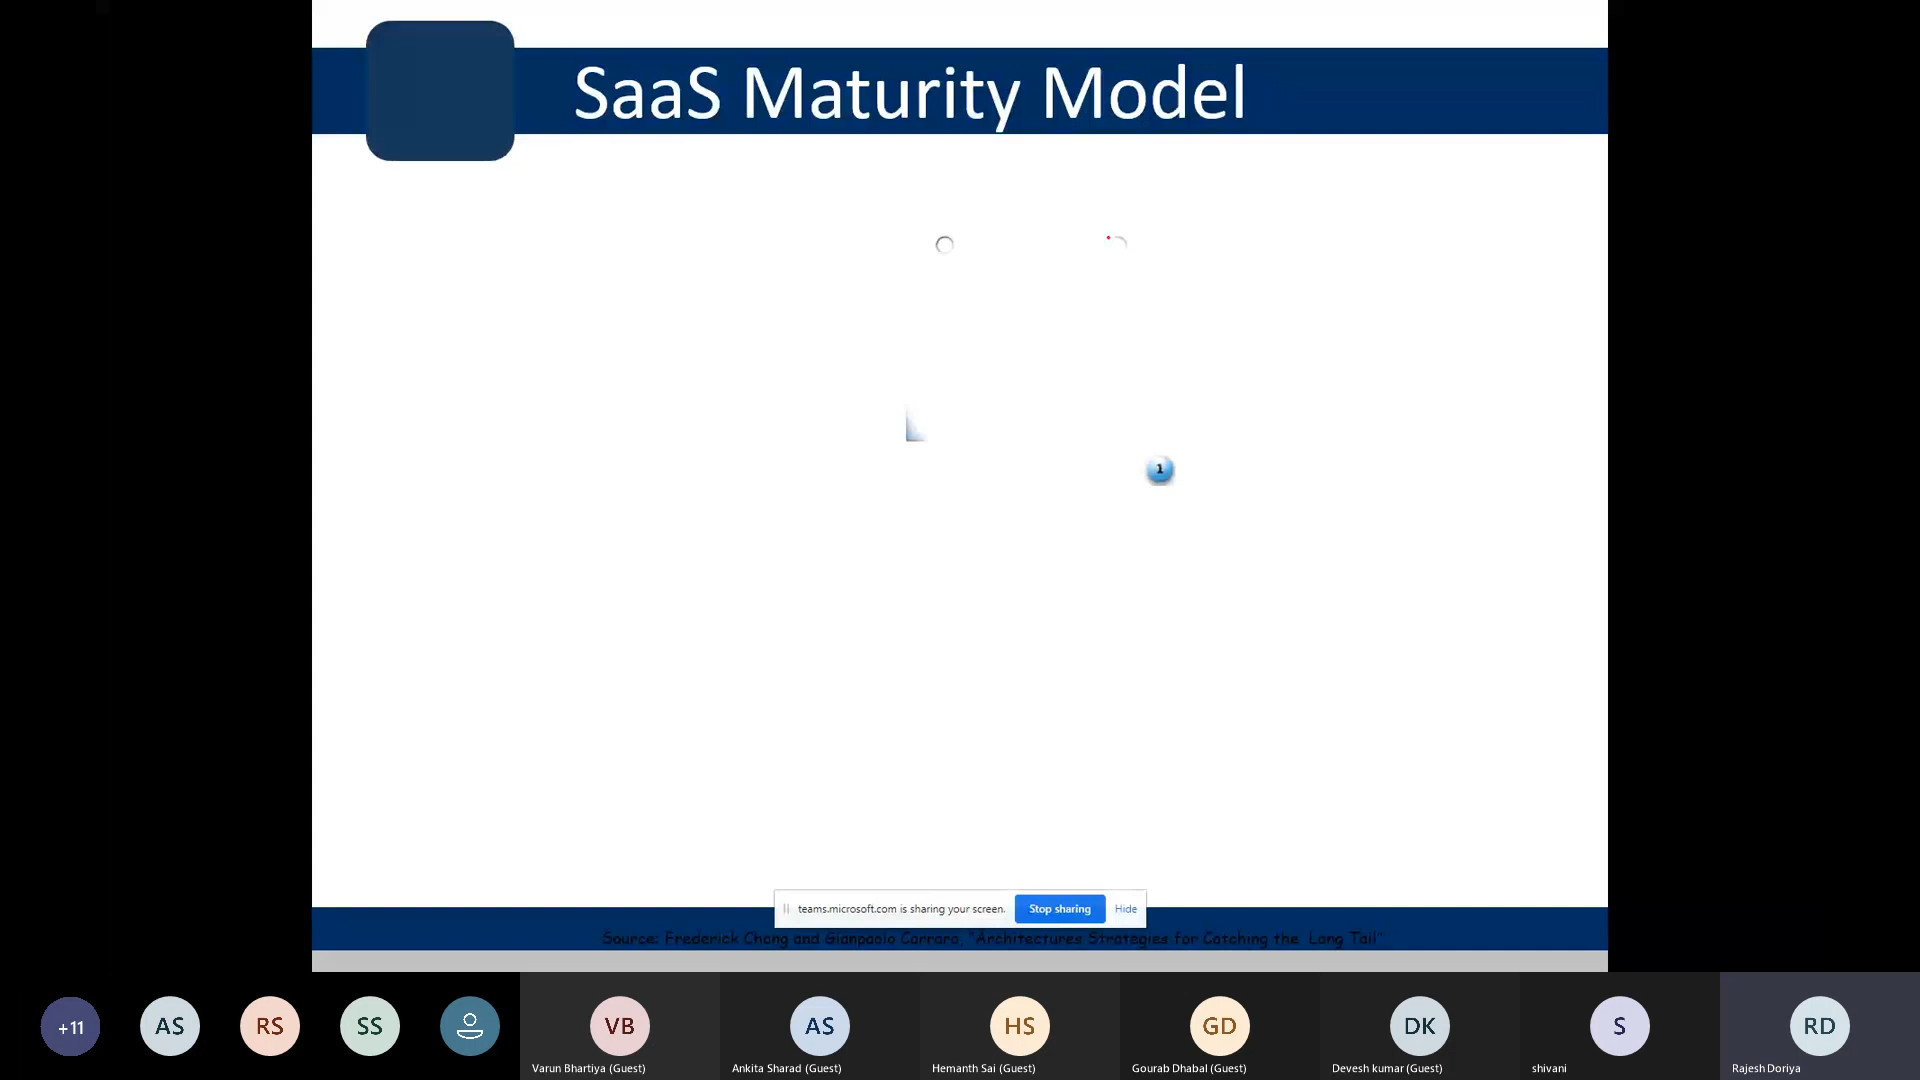 SaaS Maturity Model
1
teams.microsoft.com is sharing your screen.
Stop sharing
Hide
Source: Frederick Chong and Gianpaolo Carraro, "Architectures Strategies for Catching the Long Tail"
+11
AS
RS
SS
VB
AS
HS
GD
DK
S
RD
Varun Bhartiya (Guest)
Ankita Sharad (Guest)
Hemanth Sai (Guest)
Gourab Dhabal (Guest)
Devesh kumar (Guest)
shivani
Rajesh Doriya